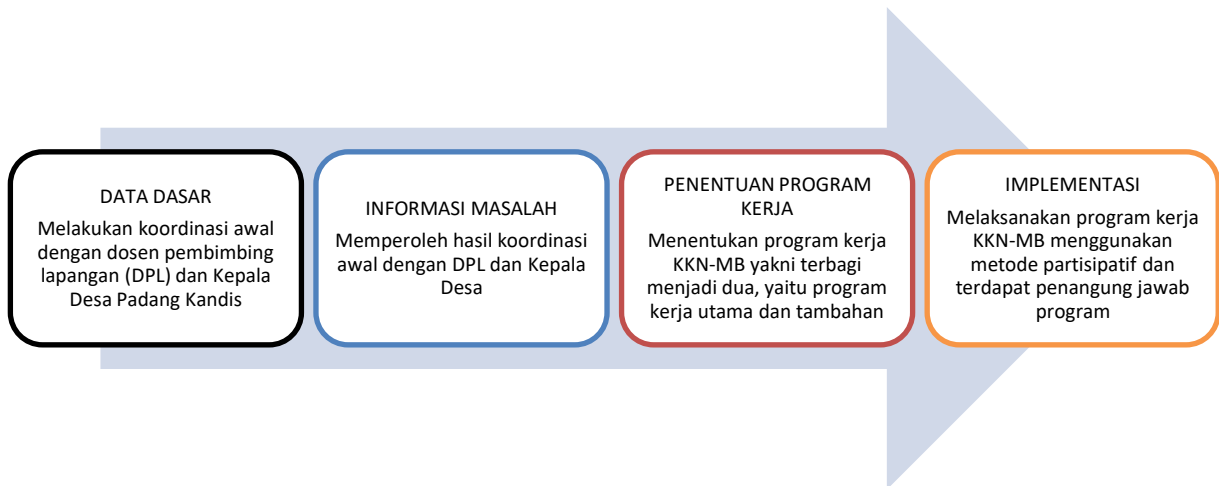 DATA DASAR
Melakukan koordinasi awal
dengan dosen pembimbing
lapangan (DPL) dan Kepala
Desa Padang Kandis
INFORMASI MASALAH
Memperoleh hasil koordinasi
awal dengan DPL dan Kepala
Desa
PENENTUAN PROGRAM
KERJA
Menentukan program kerja
KKN-MB yakni terbagi
menjadi dua, yaitu program
kerja utama dan tambahan
IMPLEMENTASI
Melaksanakan program kerja
KKN-MB menggunakan
metode partisipatif dan
terdapat penangung jawab
program